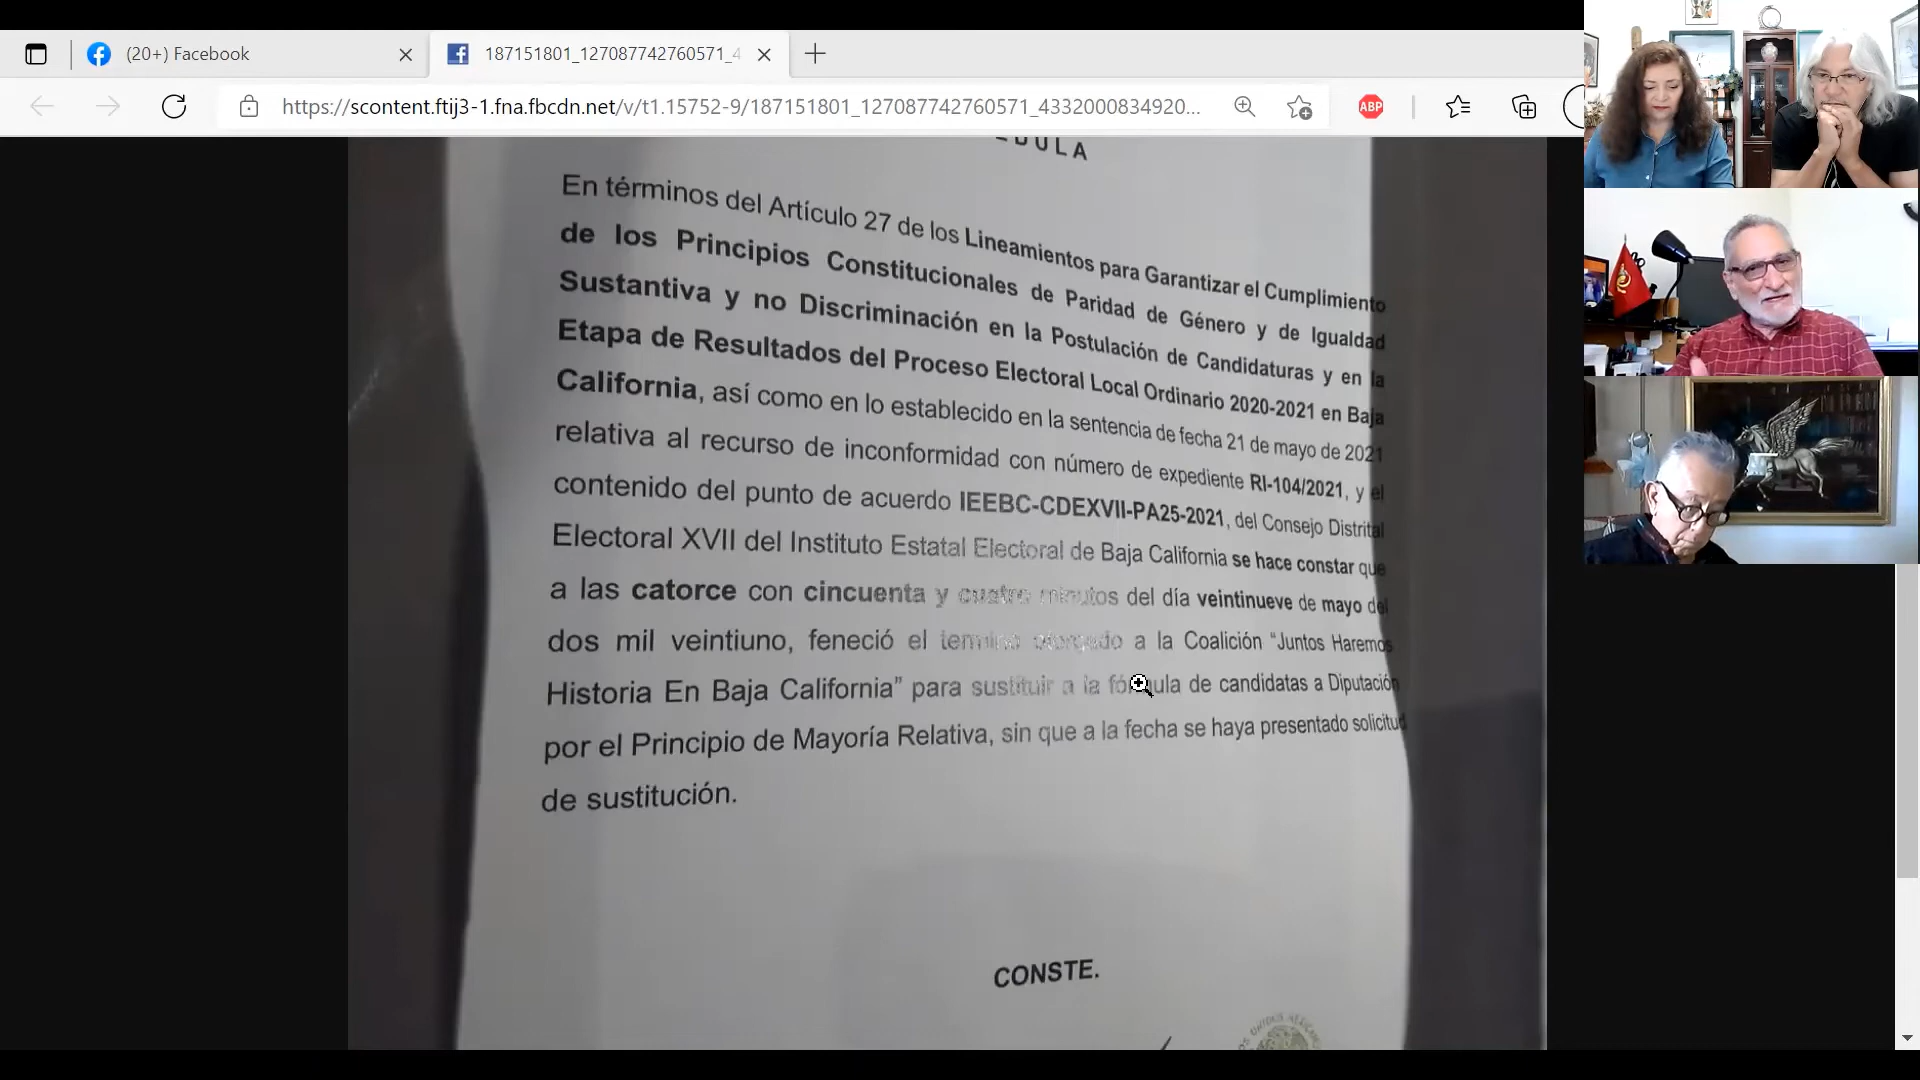 (20+) Facebook
187151801_127087742760571_4
https://scontent.ftij3-1.fna.fbcdn.net/v/t1.15752-9/187151801_127087742760571_4332000834920...
ABP
En términos del Artículo 27 de los Lineamientos para Garantizar el Cumplimiento
de los Principios Constitucionales de Paridad de Género y de Igualdad
Sustantiva y no Discriminación en la Postulación de Candidaturas y en la
Etapa de Resultados del Proceso Electoral Local Ordinario 2020-2021 en Baja
California, así como en lo establecido en la sentencia de fecha 21 de mayo de 2021
relativa al recurso de inconformidad con número de expediente RI-104/2021, y el
contenido del punto de acuerdo IEEBC-CDEXVII-PA25-2021, del Consejo Distrital
Electoral XVII del Instituto Estatal Electoral de Baja California se hace constar que
a las catorce con cincuenta y cuatro minutos del día veintinueve de mayo del
dos mil veintiuno, feneció el termino otorgado a la Coalición “Juntos Haremos
Historia En Baja California” para sustituir a la fórmula de candidatas a Diputación
por el Principio de Mayoría Relativa, sin que a la fecha se haya presentado solicitud
de sustitución.
CONSTE.